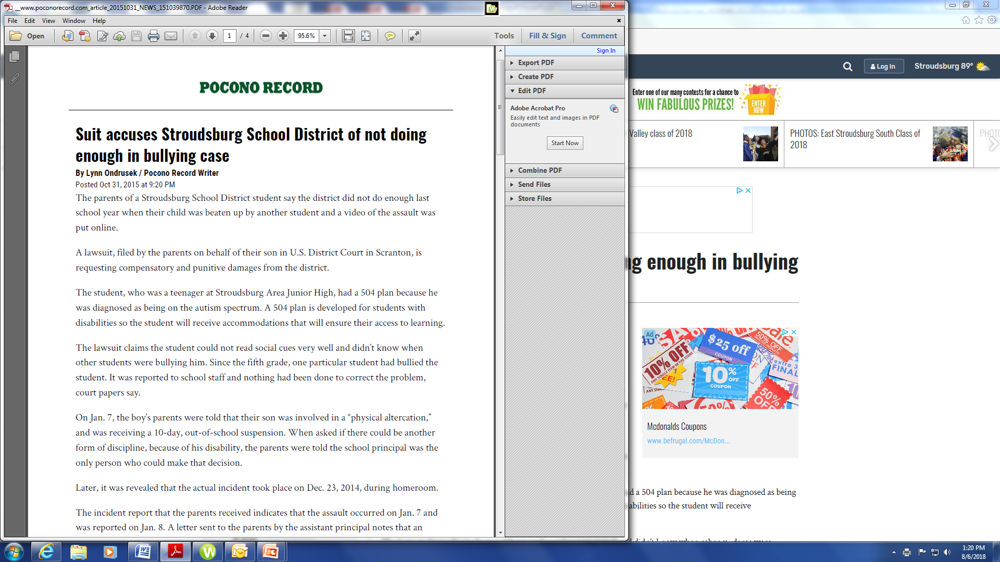 __www.poconorecord.com_article_20151031_NEWS_151039870.PDF - Adobe Reader
File Edit View Window Help
Open
1 / 4
95.6%
Tools Fill & Sign Comment
Sign In
Export PDF
Create PDF
Edit PDF
Adobe Acrobat Pro
Easily edit text and images in PDF
documents
Start Now
Combine PDF
Send Files
Store Files
POCONO RECORD
Suit accuses Stroudsburg School District of not doing
enough in bullying case
By Lynn Ondrusek / Pocono Record Writer
Posted Oct 31, 2015 at 9:20 PM
The parents of a Stroudsburg School District student say the district did not do enough last
school year when their child was beaten up by another student and a video of the assault was
put online.
A lawsuit, filed by the parents on behalf of their son in U.S. District Court in Scranton, is
requesting compensatory and punitive damages from the district.
The student, who was a teenager at Stroudsburg Area Junior High, had a 504 plan because he
was diagnosed as being on the autism spectrum. A 504 plan is developed for students with
disabilities so the student will receive accommodations that will ensure their access to learning.
The lawsuit claims the student could not read social cues very well and didn’t know when
other students were bullying him. Since the fifth grade, one particular student had bullied the
student. It was reported to school staff and nothing had been done to correct the problem,
court papers say.
On Jan. 7, the boy’s parents were told that their son was involved in a “physical altercation,”
and was receiving a 10-day, out-of-school suspension. When asked if there could be another
form of discipline, because of his disability, the parents were told the school principal was the
only person who could make that decision.
Later, it was revealed that the actual incident took place on Dec. 23, 2014, during homeroom.
The incident report that the parents received indicates that the assault occurred on Jan. 7 and
was reported on Jan. 8. A letter sent to the parents by the assistant principal notes that an
Log In
Stroudsburg 89°
Enter one of our many contests for a chance to
WIN FABULOUS PRIZES!
ENTER
NOW
Valley class of 2018
PHOTOS: East Stroudsburg South Class of
2018
PHOTO
ng enough in bullying
Ad
$25 off
COUPON
50% OFF
10% OFF
ANY SINGLE ITEM IN THE STORE
10% OFF
COUPON
FINAL
50%
OFF
Mcdonalds Coupons
www.befrugal.com/McDon...
d a 504 plan because he was diagnosed as being
abilities so the student will receive
1:20 PM
8/6/2018